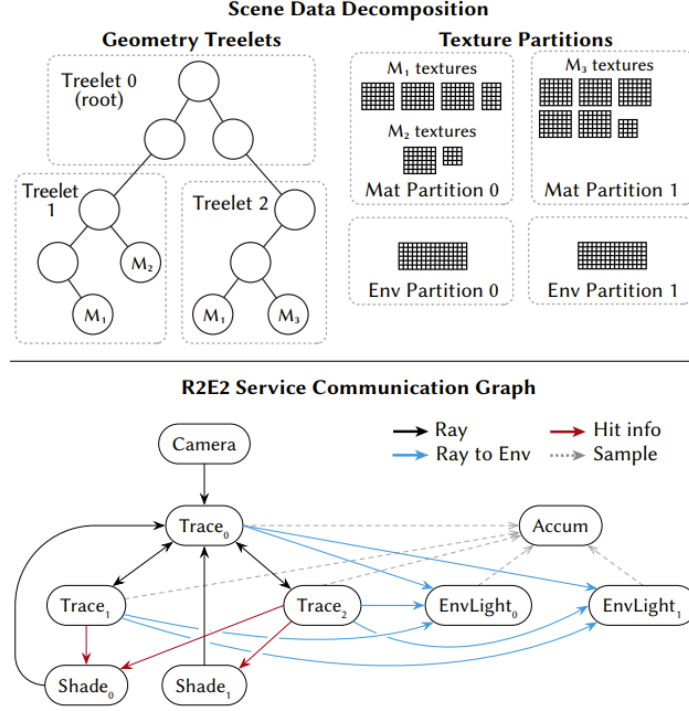 Scene Data Decomposition
Geometry Treelets
Texture Partitions
Treelet 0
(root)
Treelet
1
Treelet 2
M₂
M₁
M₁
M₃
M₁ textures
M₂ textures
Mat Partition 0
M₃ textures
Mat Partition 1
Env Partition 0
Env Partition 1
R2E2 Service Communication Graph
Ray
Hit info
Ray to Env
Sample
Camera
Trace₀
Accum
Trace₁
Trace₂
EnvLight₀
EnvLight₁
Shade₀
Shade₁